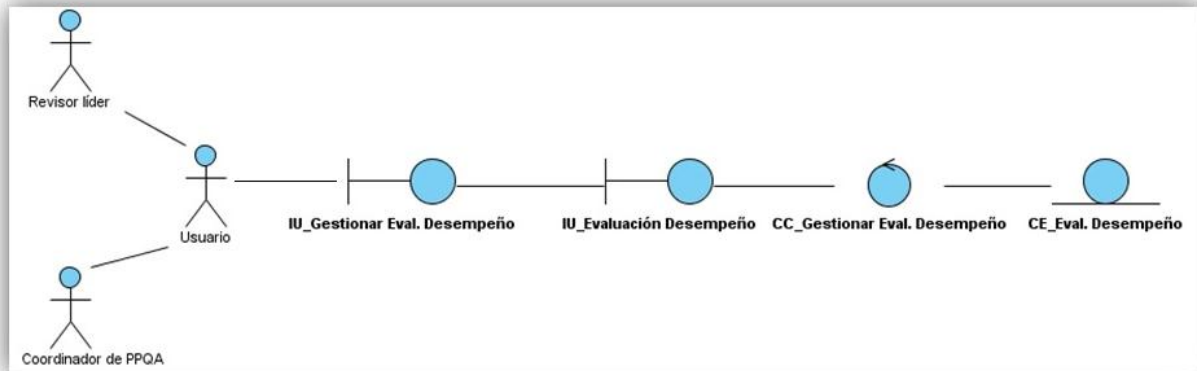 Revisor líder
Usuario
IU_Gestionar Eval. Desempeño
IU_Evaluación Desempeño
CC_Gestionar Eval. Desempeño
CE_Eval. Desempeño
Coordinador de PPQA